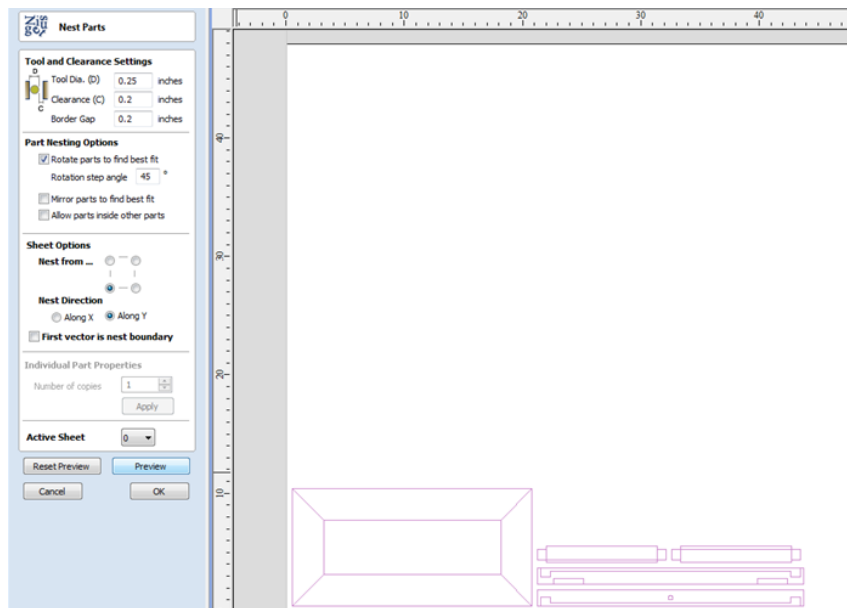 Nest Parts
Tool and Clearance Settings
D
Tool Dia. (D) 0.25 inches
Clearance (C) 0.2 inches
C
Border Gap 0.2 inches
Part Nesting Options
Rotate parts to find best fit
Rotation step angle 45 °
Mirror parts to find best fit
Allow parts inside other parts
Sheet Options
Nest from ...
Nest Direction
Along X Along Y
First vector is nest boundary
Individual Part Properties
Number of copies 1
Apply
Active Sheet 0
Reset Preview Preview
Cancel OK
0 10 20 30 40
40
30
20
10